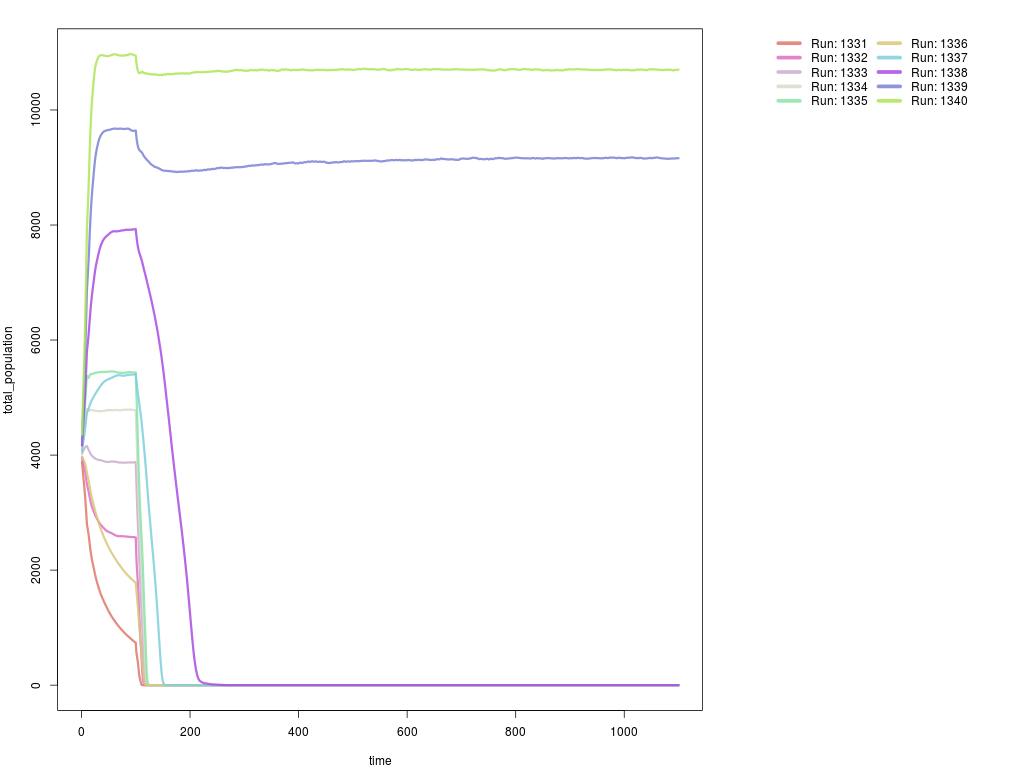 Run: 1331 Run: 1336
Run: 1332 Run: 1337
Run: 1333 Run: 1338
Run: 1334 Run: 1339
Run: 1335 Run: 1340
10000
8000
6000
4000
2000
0
total_population
0 200 400 600 800 1000
time